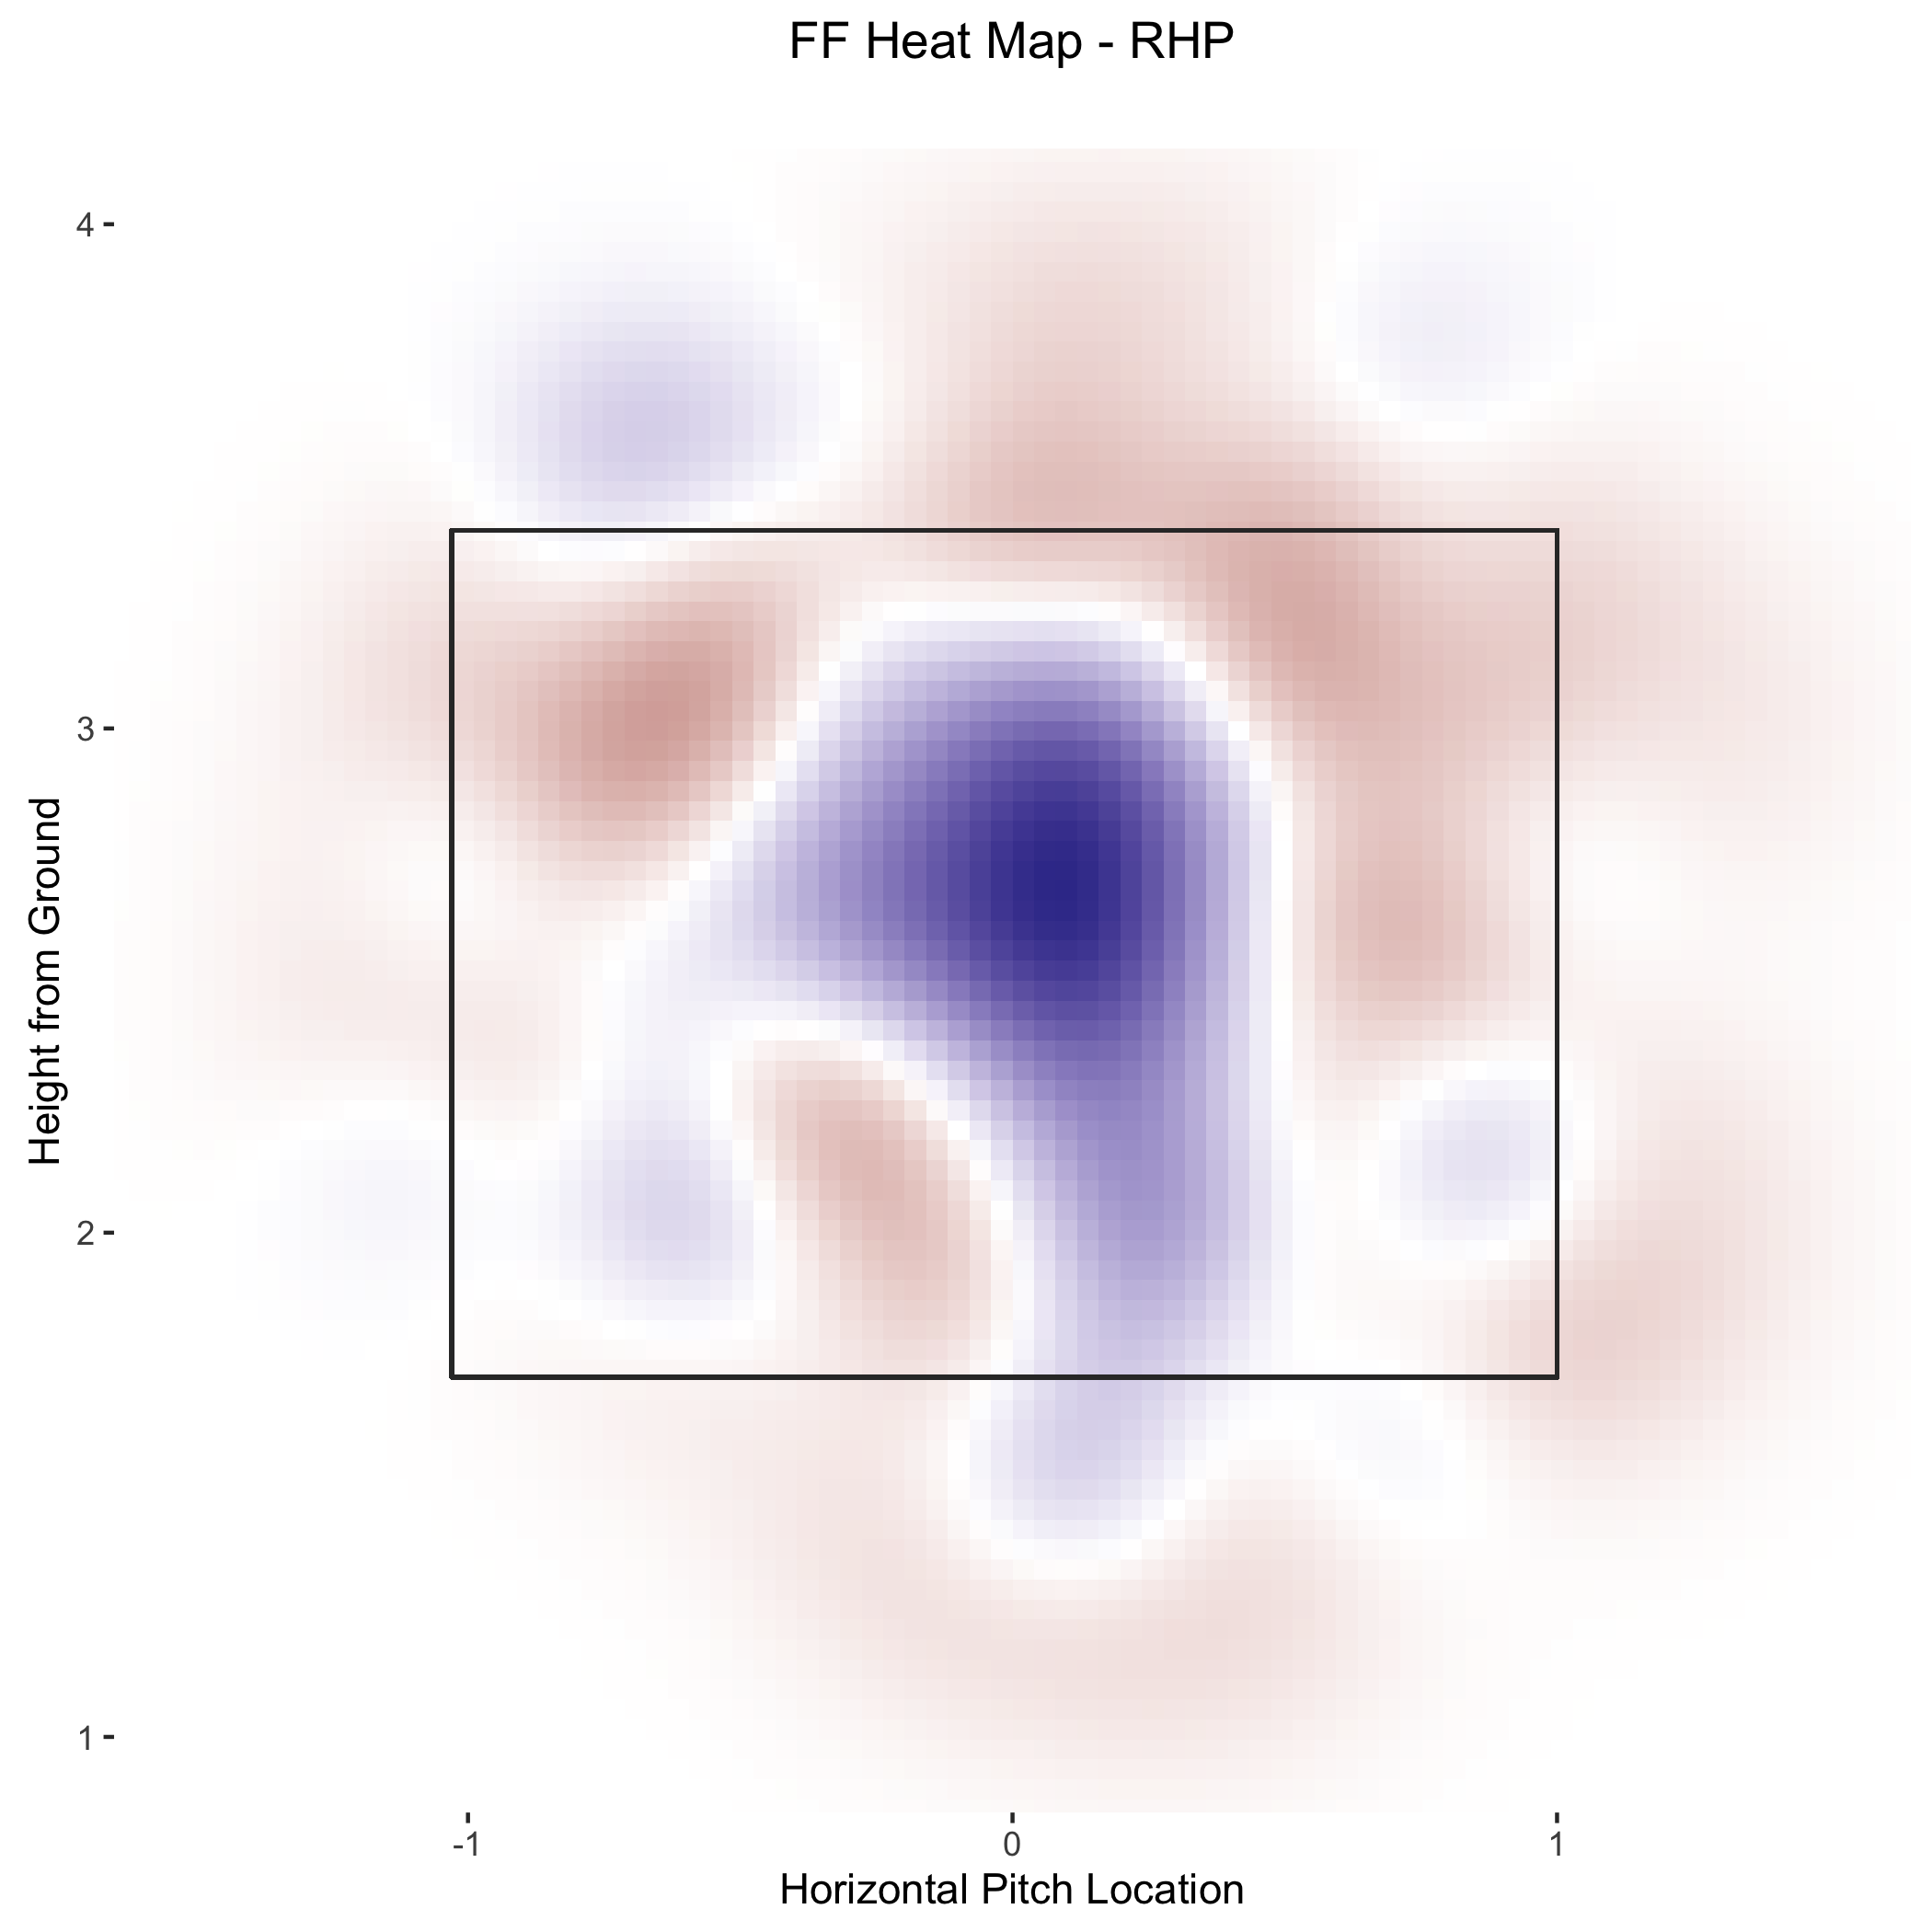 FF Heat Map - RHP
4
3
2
1
Height from Ground
-1 0 1
Horizontal Pitch Location